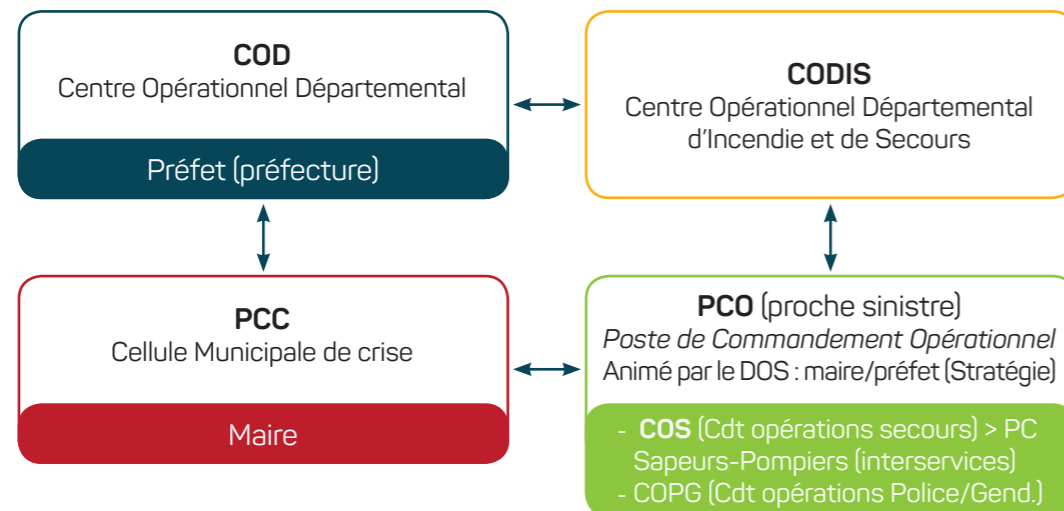 COD
Centre Opérationnel Départemental
Préfet (préfecture)
CODIS
Centre Opérationnel Départemental
d'Incendie et de Secours
PCC
Cellule Municipale de crise
Maire
PCO (proche sinistre)
Poste de Commandement Opérationnel
Animé par le DOS : maire/préfet (Stratégie)
- COS (Cdt opérations secours) > PC
Sapeurs-Pompiers (interservices)
- COPG (Cdt opérations Police/Gend.)